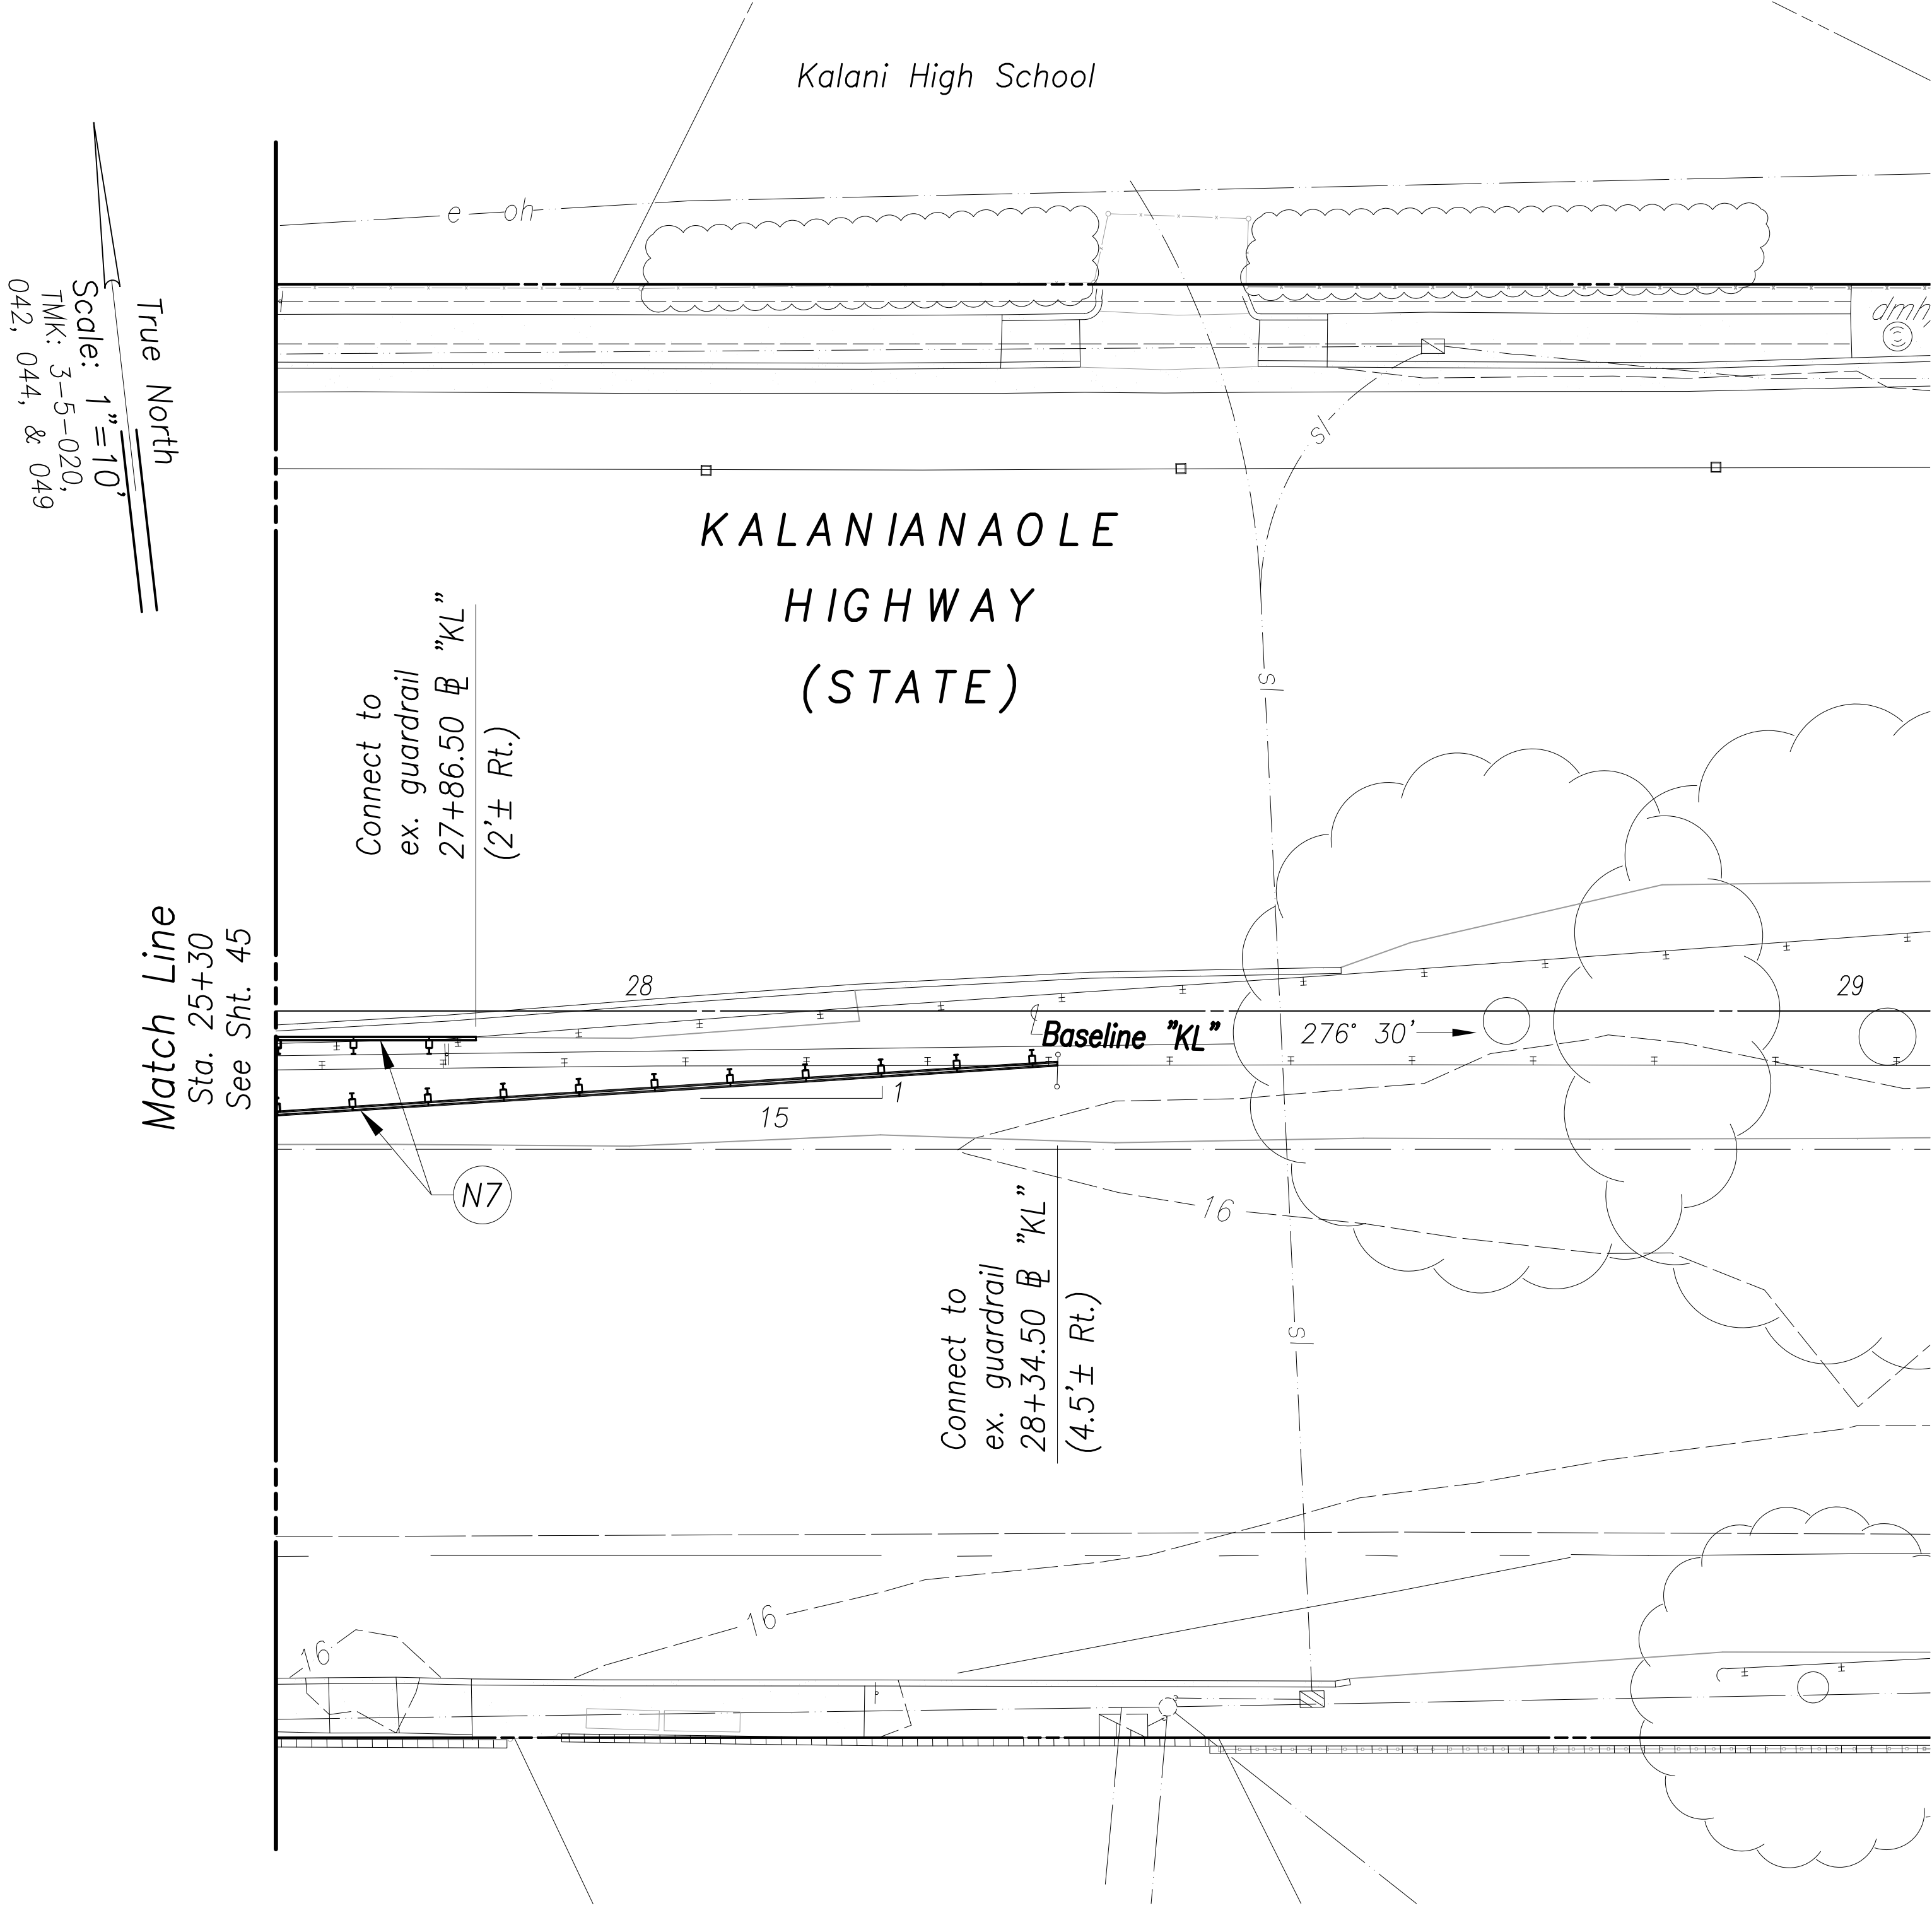 Kalani High School
e oh
True North
Scale: 1"=10'
TMK: 3-5-020,
042, 044, & 049
dmh
sl
KALANIANAOLE
HIGHWAY
(STATE)
Connect to
ex. guardrail
27+86.50 ⅊ "KL"
(2'± Rt.)
sl
Match Line
Sta. 25+30
See Sht. 45
28
29
Baseline "KL"
276° 30'
1
15
N7
16
Connect to
ex. guardrail
28+34.50 ⅊ "KL"
(4.5'± Rt.)
sl
16
16